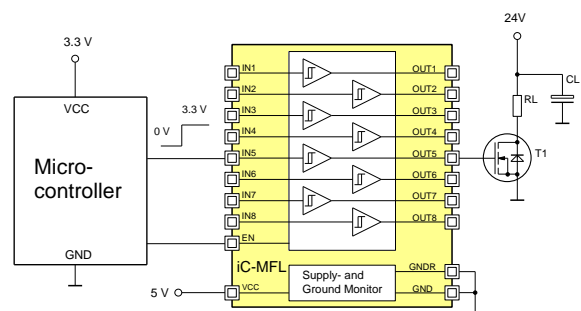 24V
3.3 V
CL
RL
T1
VCC
Micro-
controller
GND
0 V
3.3 V
IN1
IN2
IN3
IN4
IN5
IN6
IN7
IN8
EN
OUT1
OUT2
OUT3
OUT4
OUT5
OUT6
OUT7
OUT8
iC-MFL
5 V
VCC
Supply- and
Ground Monitor
GNDR
GND